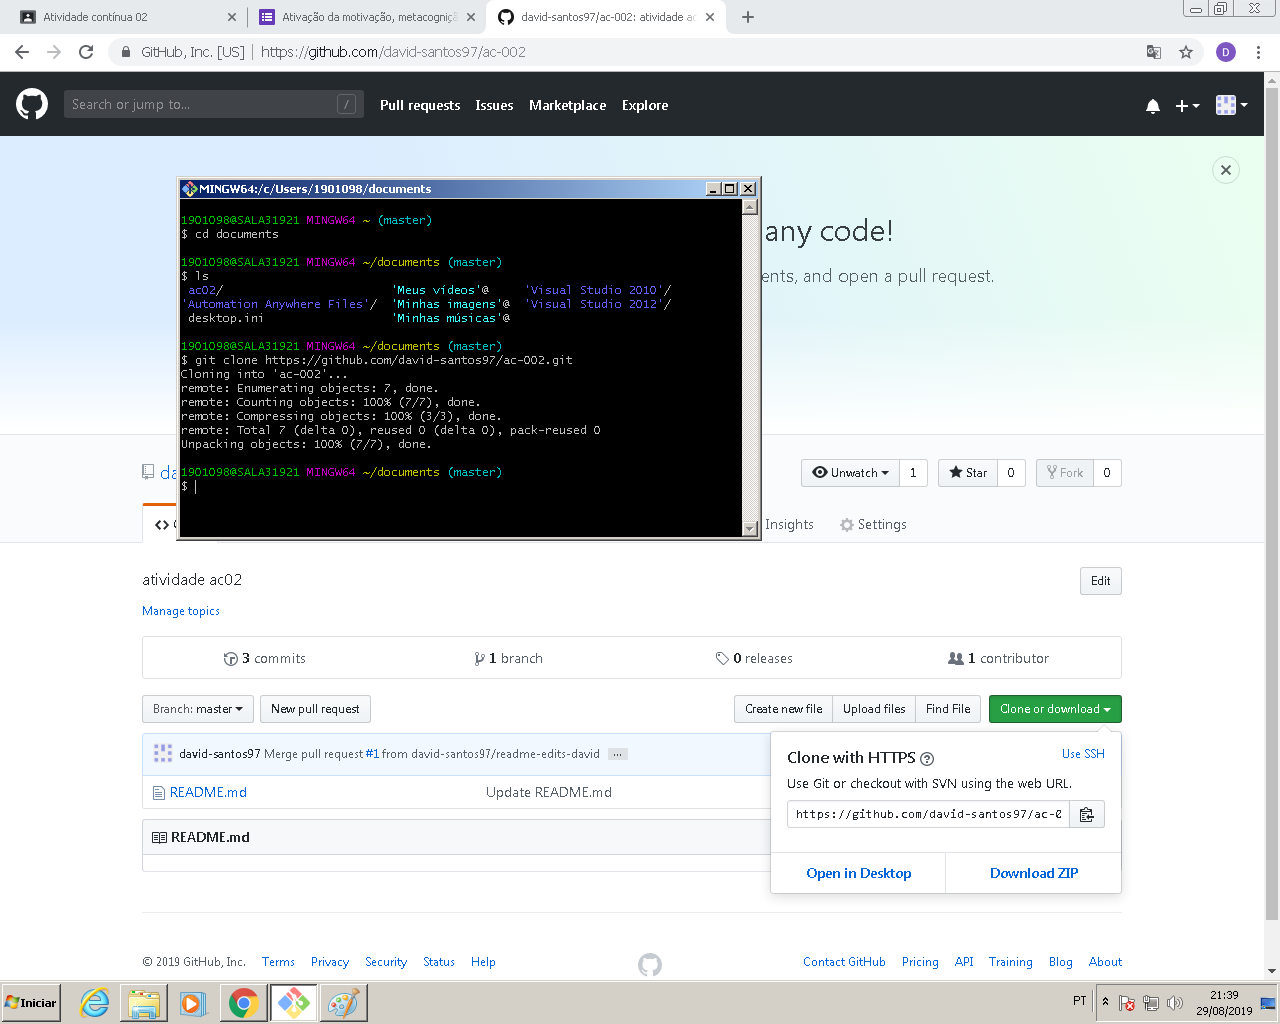 Atividade contínua 02
Ativação da motivação, metacogniçã
david-santos97/ac-002: atividade ac
GitHub, Inc. [US] | https://github.com/david-santos97/ac-002
D
Search or jump to...
/
Pull requests
Issues
Marketplace
Explore
MINGW64:/c/Users/1901098/documents
1901098@SALA31921 MINGW64 ~ (master)
$ cd documents
1901098@SALA31921 MINGW64 ~/documents (master)
$ ls
ac02/ 'Meus vídeos'@ 'Visual Studio 2010'/
'Automation Anywhere Files'/ 'Minhas imagens'@ 'Visual Studio 2012'/
desktop.ini 'Minhas músicas'@
1901098@SALA31921 MINGW64 ~/documents (master)
$ git clone https://github.com/david-santos97/ac-002.git
Cloning into 'ac-002'...
remote: Enumerating objects: 7, done.
remote: Counting objects: 100% (7/7), done.
remote: Compressing objects: 100% (3/3), done.
remote: Total 7 (delta 0), reused 0 (delta 0), pack-reused 0
Unpacking objects: 100% (7/7), done.
1901098@SALA31921 MINGW64 ~/documents (master)
$
any code!
ents, and open a pull request.
da
Unwatch 1
Star 0
Fork 0
Insights
Settings
atividade ac02
Edit
Manage topics
3 commits
1 branch
0 releases
1 contributor
Branch: master
New pull request
Create new file
Upload files
Find File
Clone or download
david-santos97 Merge pull request #1 from david-santos97/readme-edits-david ...
README.md
Update README.md
README.md
Clone with HTTPS
Use SSH
Use Git or checkout with SVN using the web URL.
https://github.com/david-santos97/ac-0
Open in Desktop
Download ZIP
© 2019 GitHub, Inc.
Terms
Privacy
Security
Status
Help
Contact GitHub
Pricing
API
Training
Blog
About
Iniciar
PT
21:39
29/08/2019